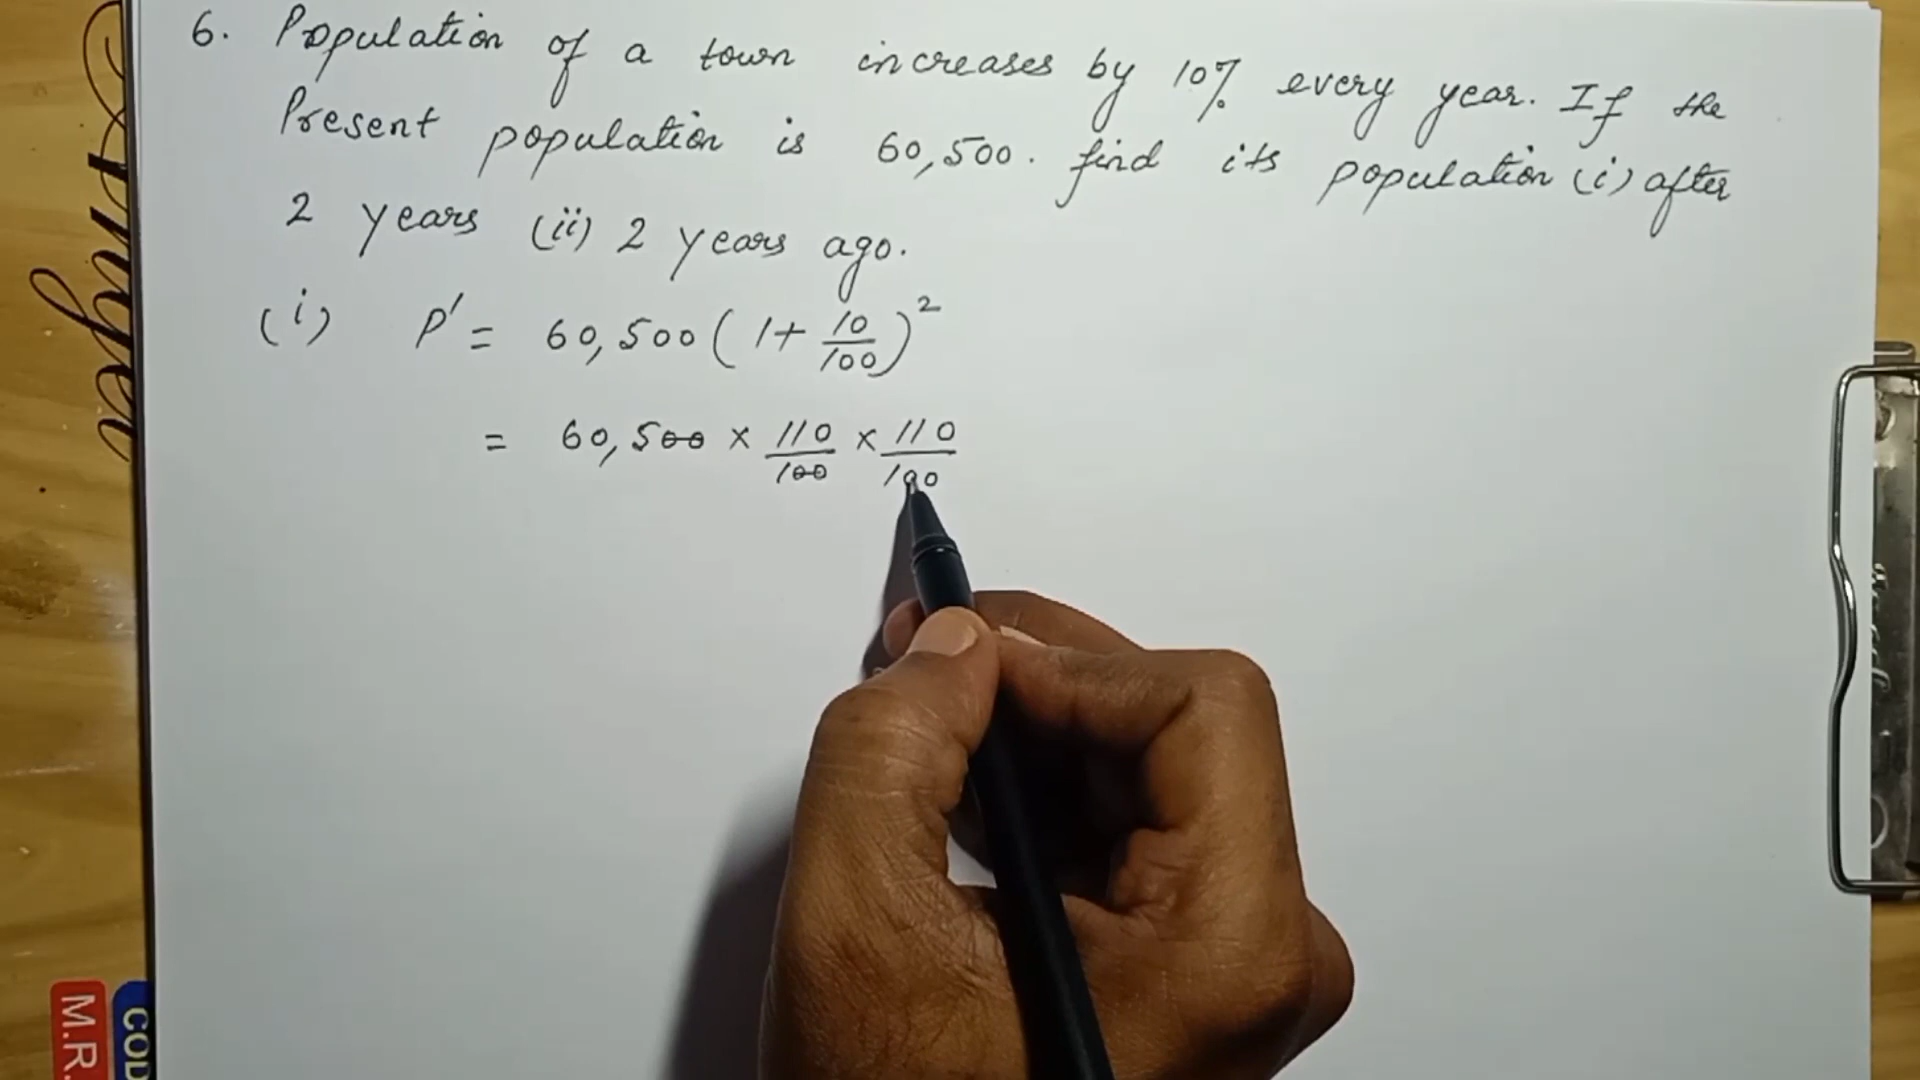 6. Population of a town increases by 10% every year. If the
Present population is 60,500. find its population (i) after
2 years (ii) 2 years ago.
(i) P' = 60,500 (1 + 10/100)²
= 60,500 × 110/100 × 110/100
M.R.
COD